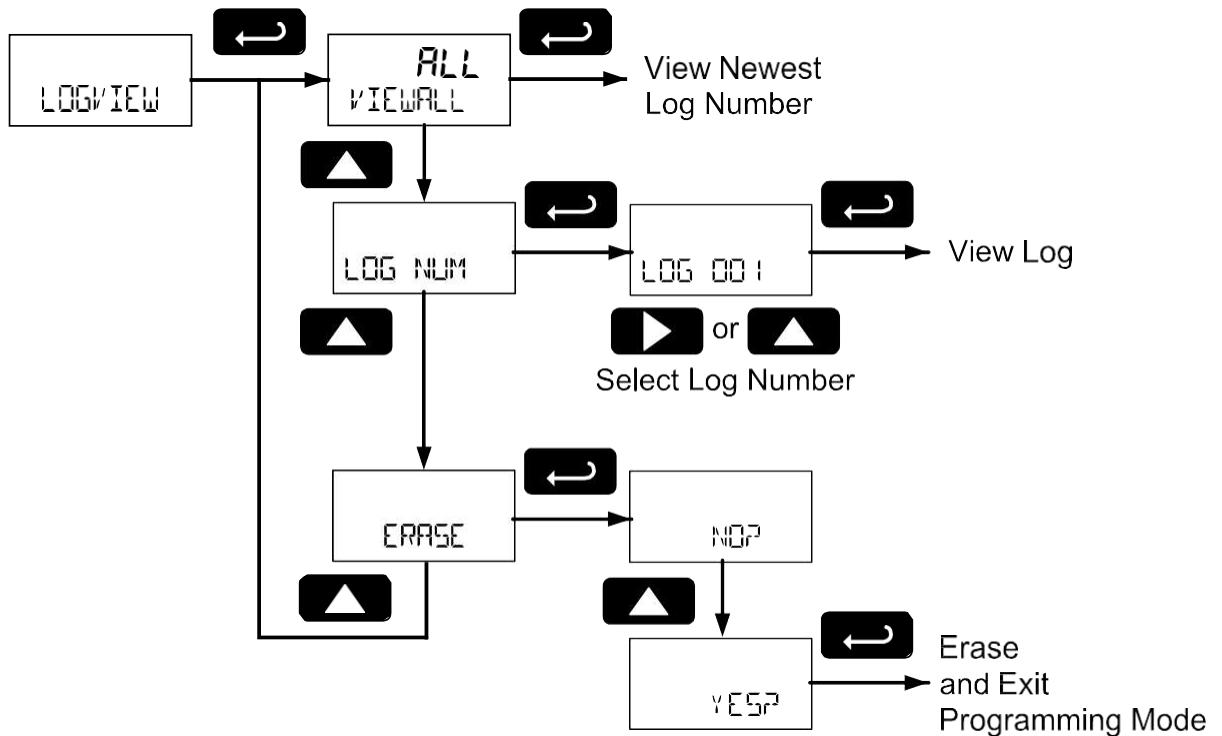 LOGVIEW
ALL
VIEWALL
View Newest
Log Number
LOG NUM
LOG 001
View Log
or
Select Log Number
ERASE
NO?
YES?
Erase
and Exit
Programming Mode